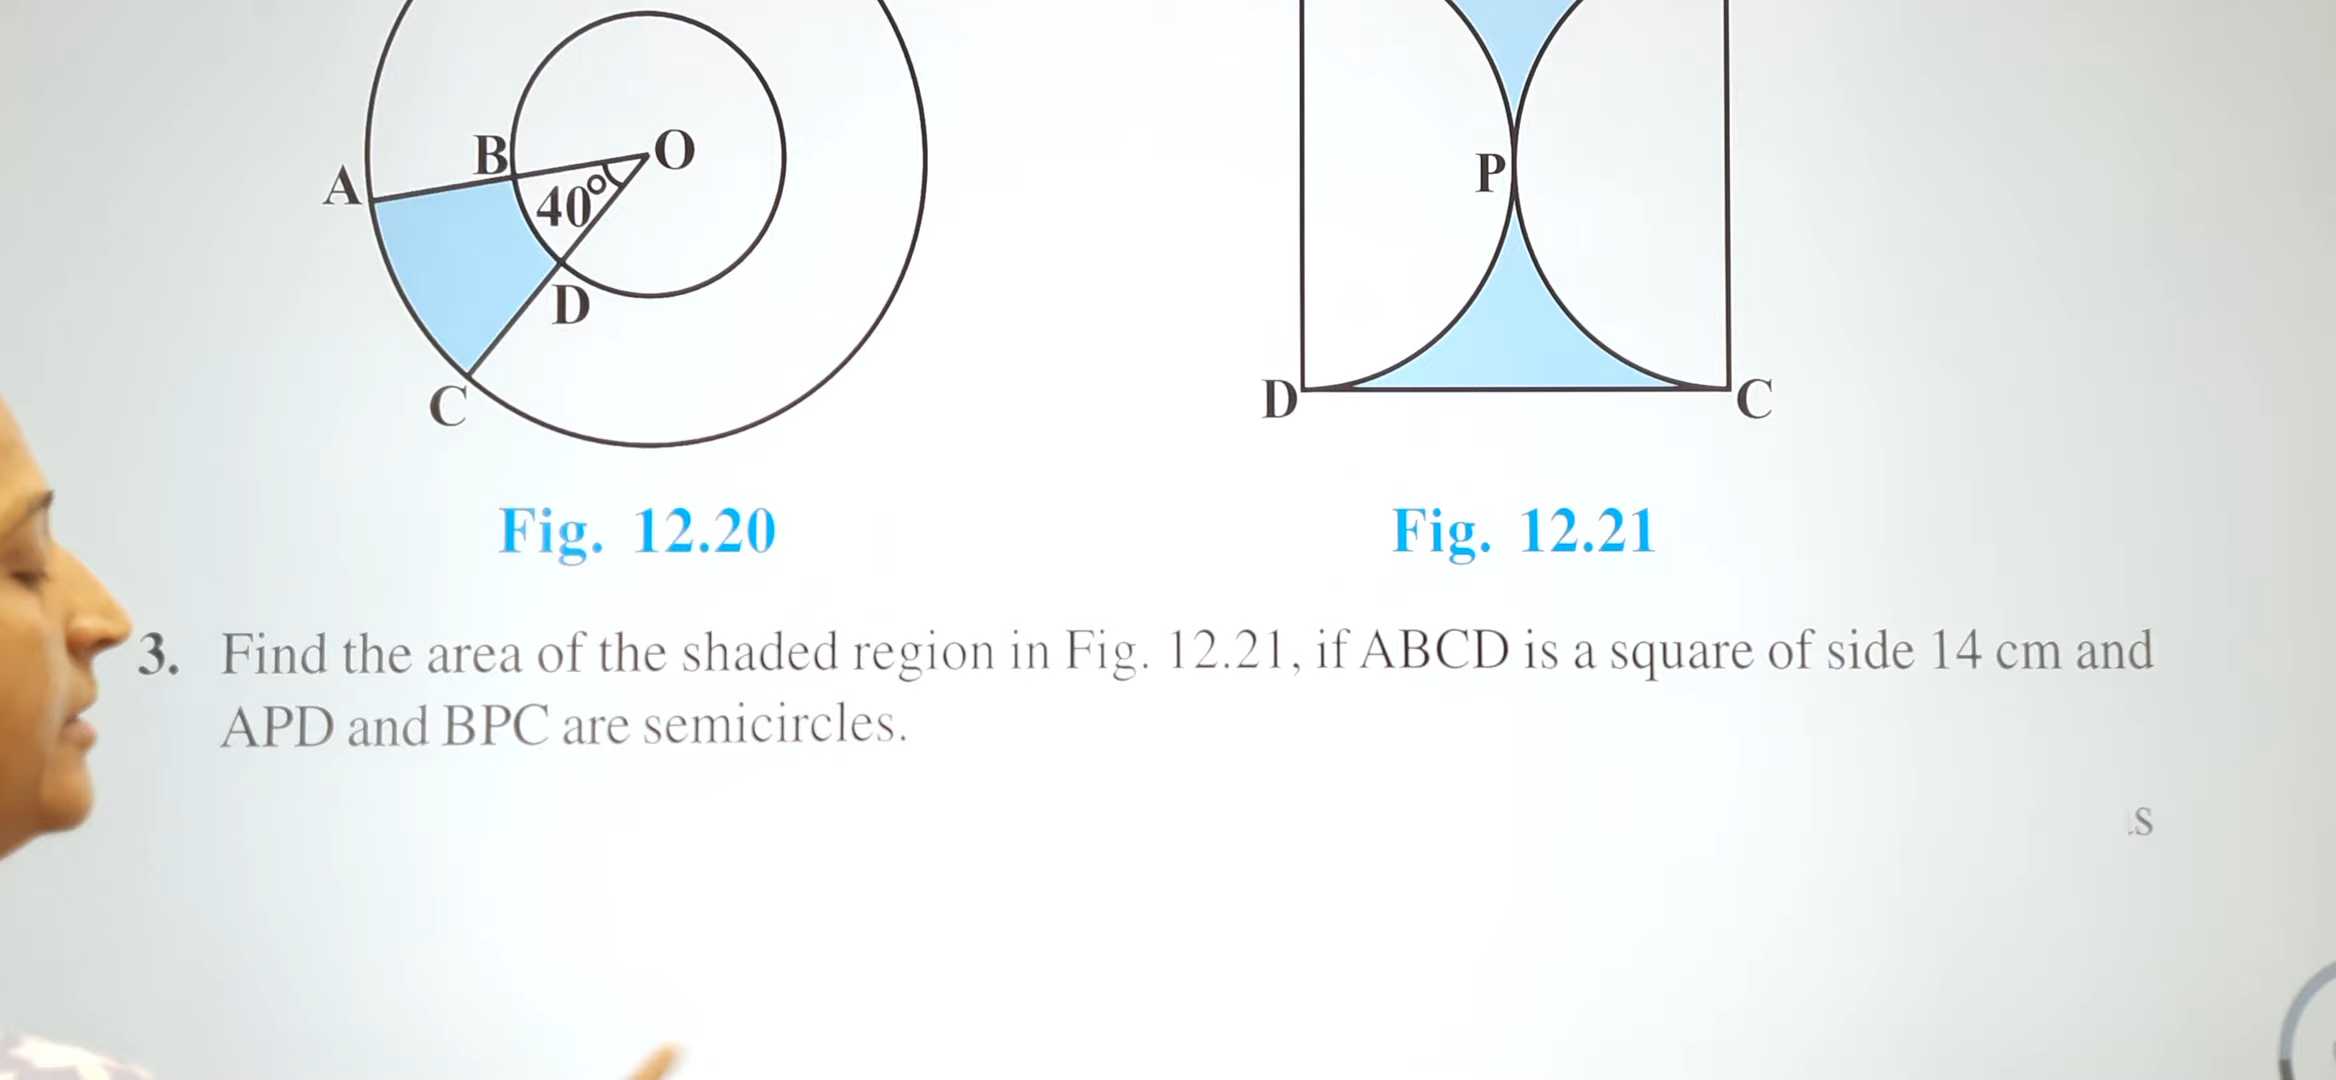 B
O
A
40°
D
C
P
D
C
Fig. 12.20
Fig. 12.21
3. Find the area of the shaded region in Fig. 12.21, if ABCD is a square of side 14 cm and
APD and BPC are semicircles.
.S